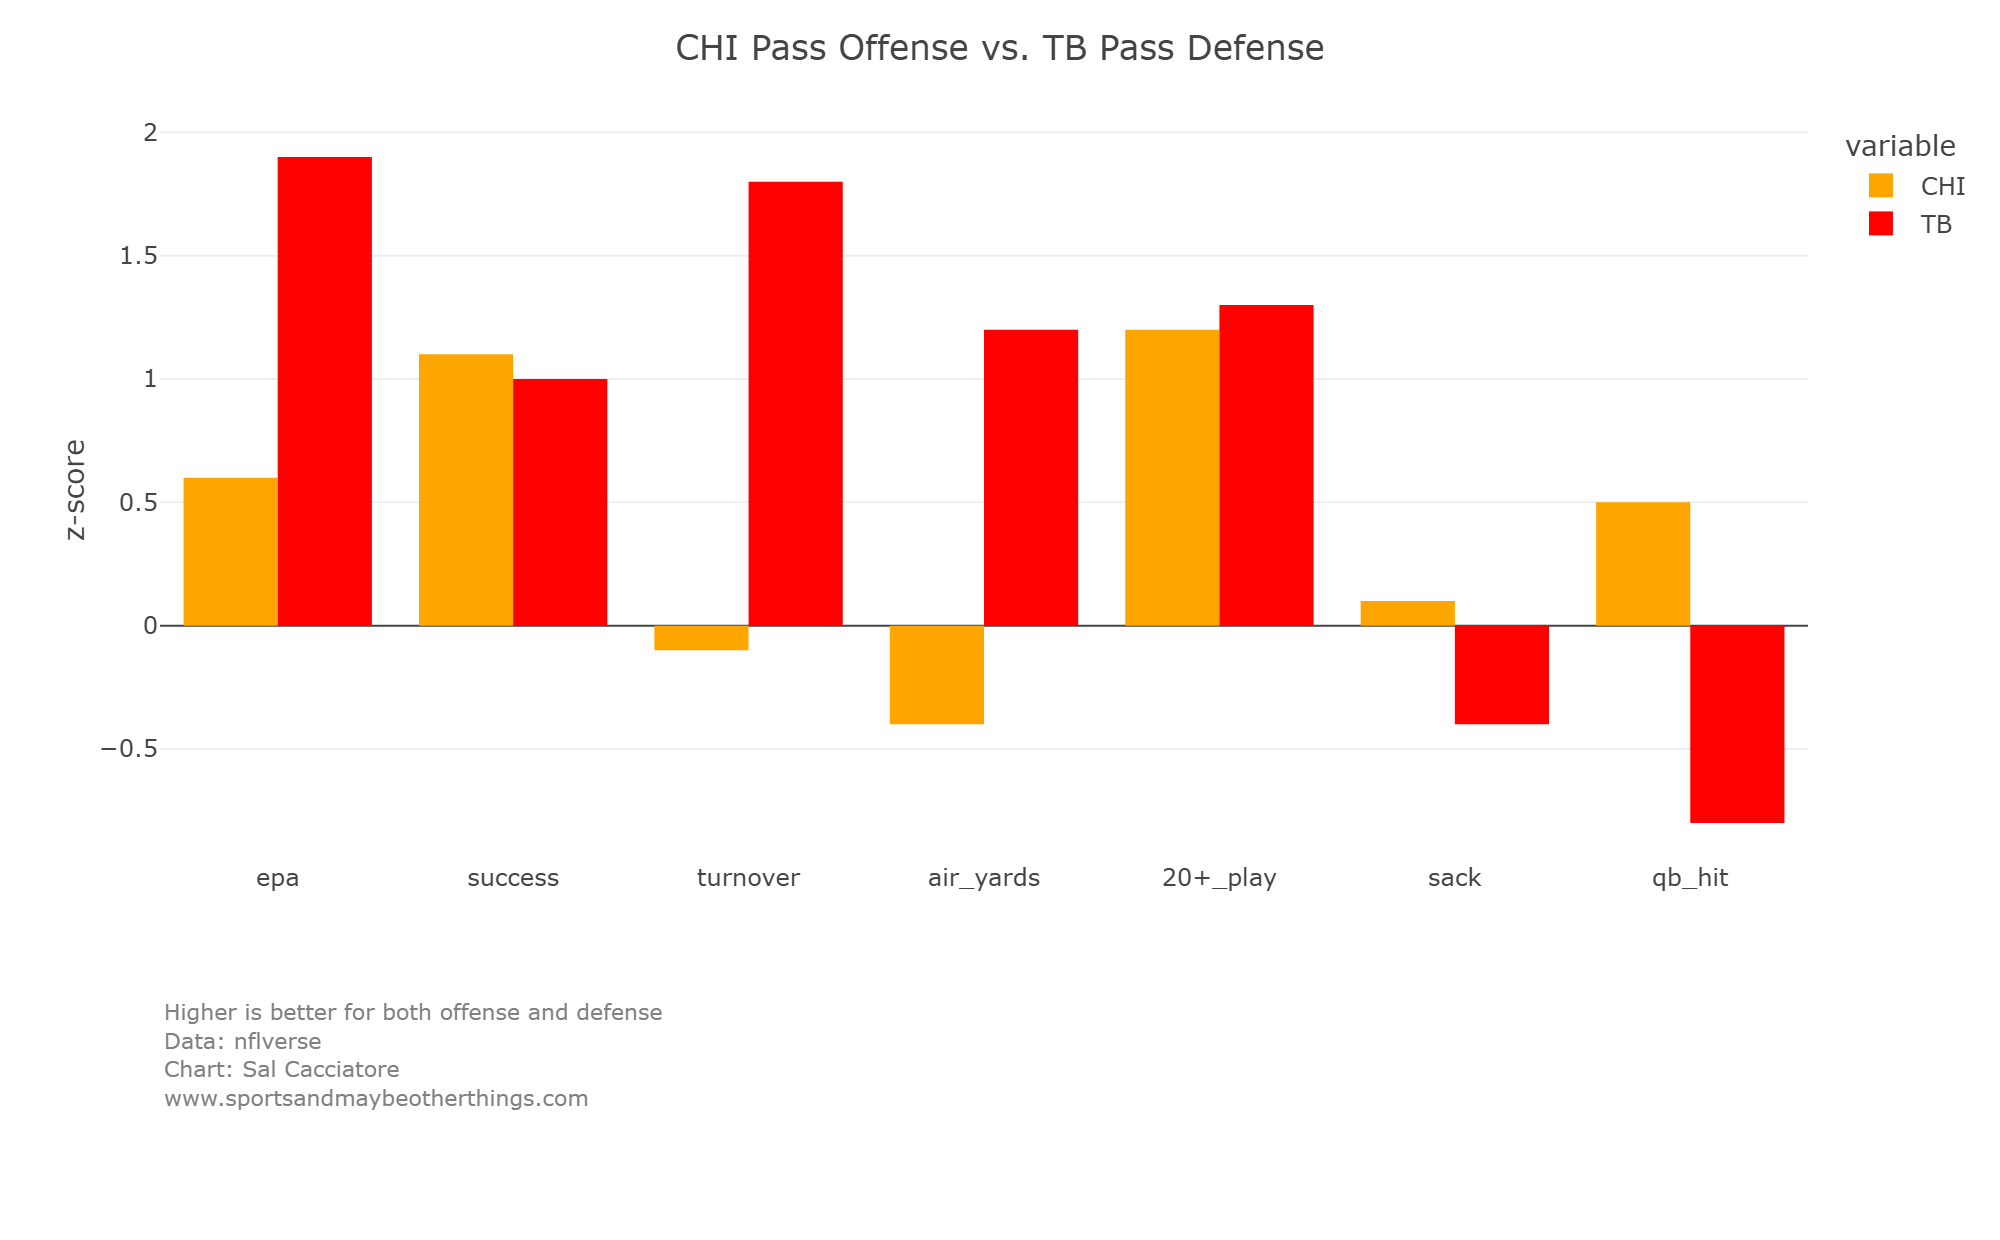 CHI Pass Offense vs. TB Pass Defense
variable
CHI
TB
z-score
2
1.5
1
0.5
0
−0.5
epa success turnover air_yards 20+_play sack qb_hit
Higher is better for both offense and defense
Data: nflverse
Chart: Sal Cacciatore
www.sportsandmaybeotherthings.com